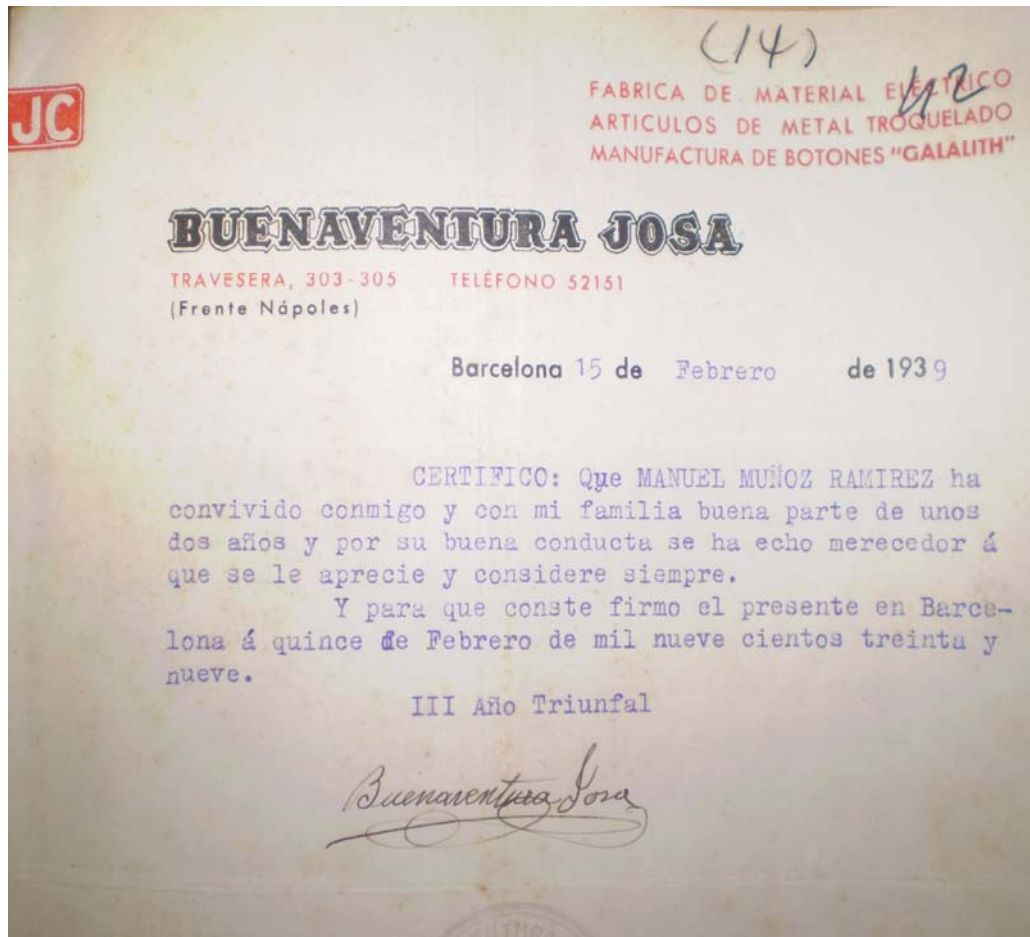 (14)
42
JC
FABRICA DE MATERIAL ELÉCTRICO
ARTICULOS DE METAL TROQUELADO
MANUFACTURA DE BOTONES "GALALITH"
BUENAVENTURA JOSA
TRAVESERA, 303-305 TELÉFONO 52151
(Frente Nápoles)
Barcelona 15 de Febrero de 1939
CERTIFICO: Que MANUEL MUÑOZ RAMIREZ ha
convivido conmigo y con mi familia buena parte de unos
dos años y por su buena conducta se ha echo merecedor á
que se le aprecie y considere siempre.
Y para que conste firmo el presente en Barce-
lona á quince de Febrero de mil nueve cientos treinta y
nueve.
III Año Triunfal
Buenaventura Josa